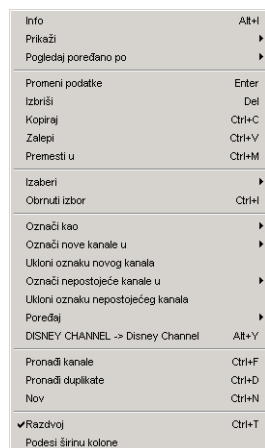 Info Alt+I
Prikaži
Pogledaj poređano po
Promeni podatke Enter
Izbriši Del
Kopiraj Ctrl+C
Zalepi Ctrl+V
Premesti u Ctrl+M
Izaberi
Obrnuti izbor Ctrl+I
Označi kao
Označi nove kanale u
Ukloni oznaku novog kanala
Označi nepostojeće kanale u
Ukloni oznaku nepostojećeg kanala
Poređaj
DISNEY CHANNEL -> Disney Channel Alt+Y
Pronađi kanale Ctrl+F
Pronađi duplikate Ctrl+D
Nov Ctrl+N
Razdvoj Ctrl+T
Podesi širinu kolone